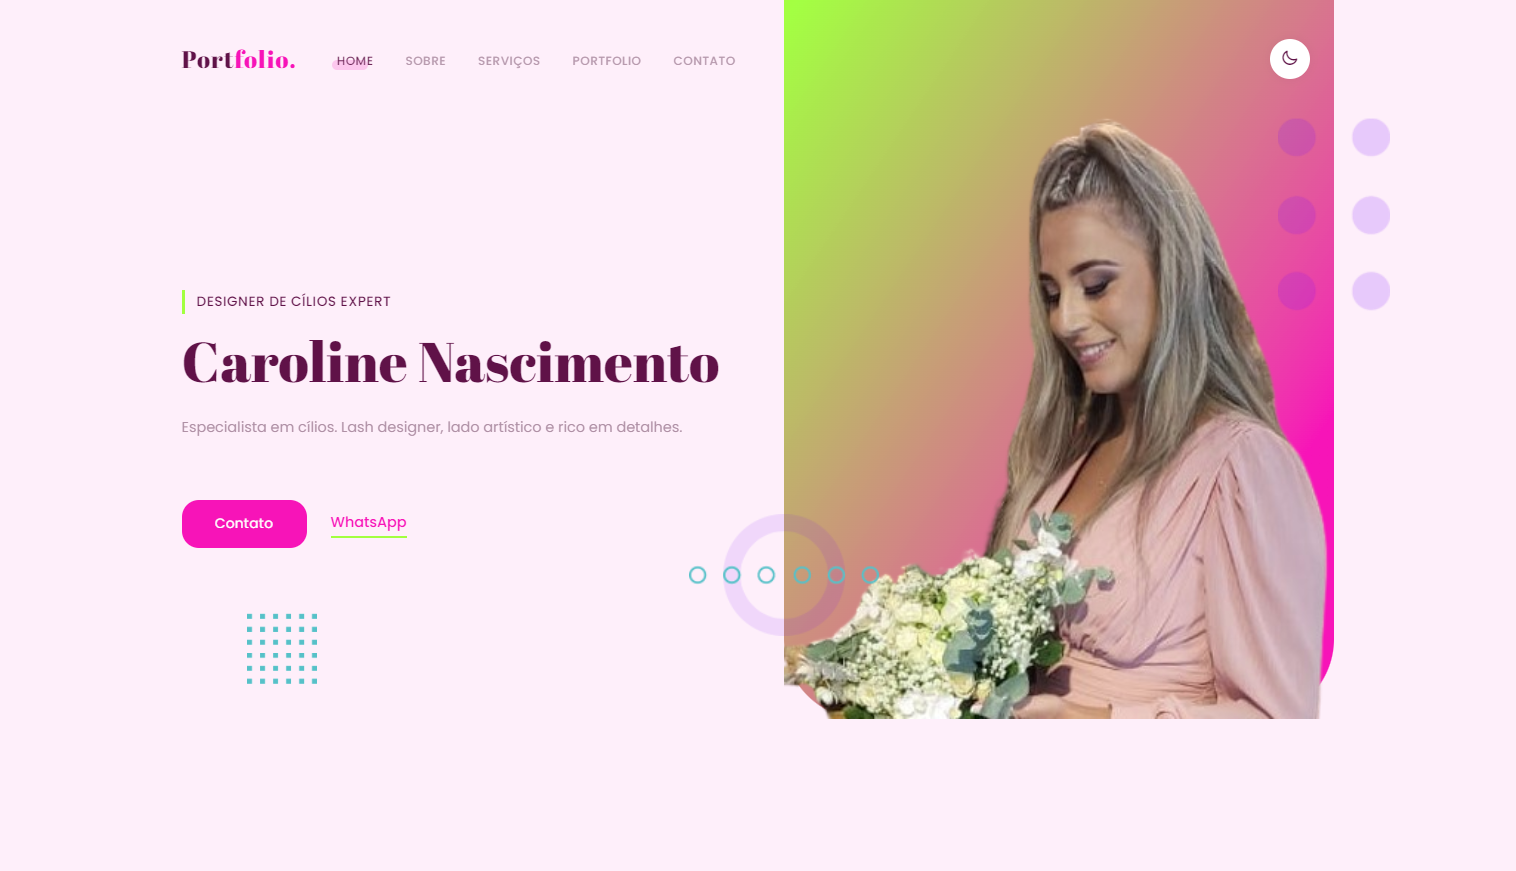 Portfolio.
HOME SOBRE SERVIÇOS PORTFOLIO CONTATO
DESIGNER DE CÍLIOS EXPERT
Caroline Nascimento
Especialista em cílios. Lash designer, lado artístico e rico em detalhes.
Contato WhatsApp